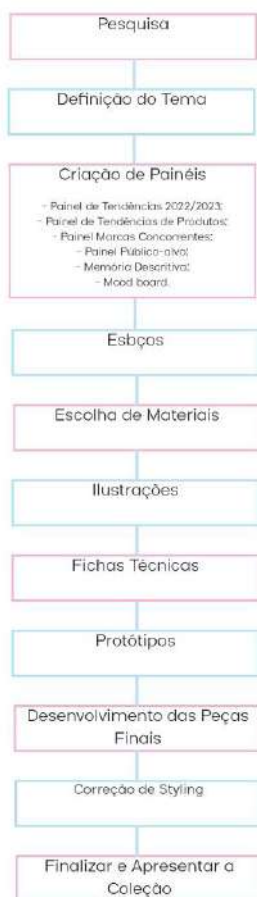 Pesquisa
Definição do Tema
Criação de Painéis
- Painel de Tendências 2022/2023;
- Painel de Tendências de Produtos;
- Painel Marcas Concorrentes;
- Painel Público-alvo;
- Memória Descritiva;
- Mood board.
Esbços
Escolha de Materiais
Ilustrações
Fichas Técnicas
Protótipos
Desenvolvimento das Peças
Finais
Correção de Styling
Finalizar e Apresentar a
Coleção